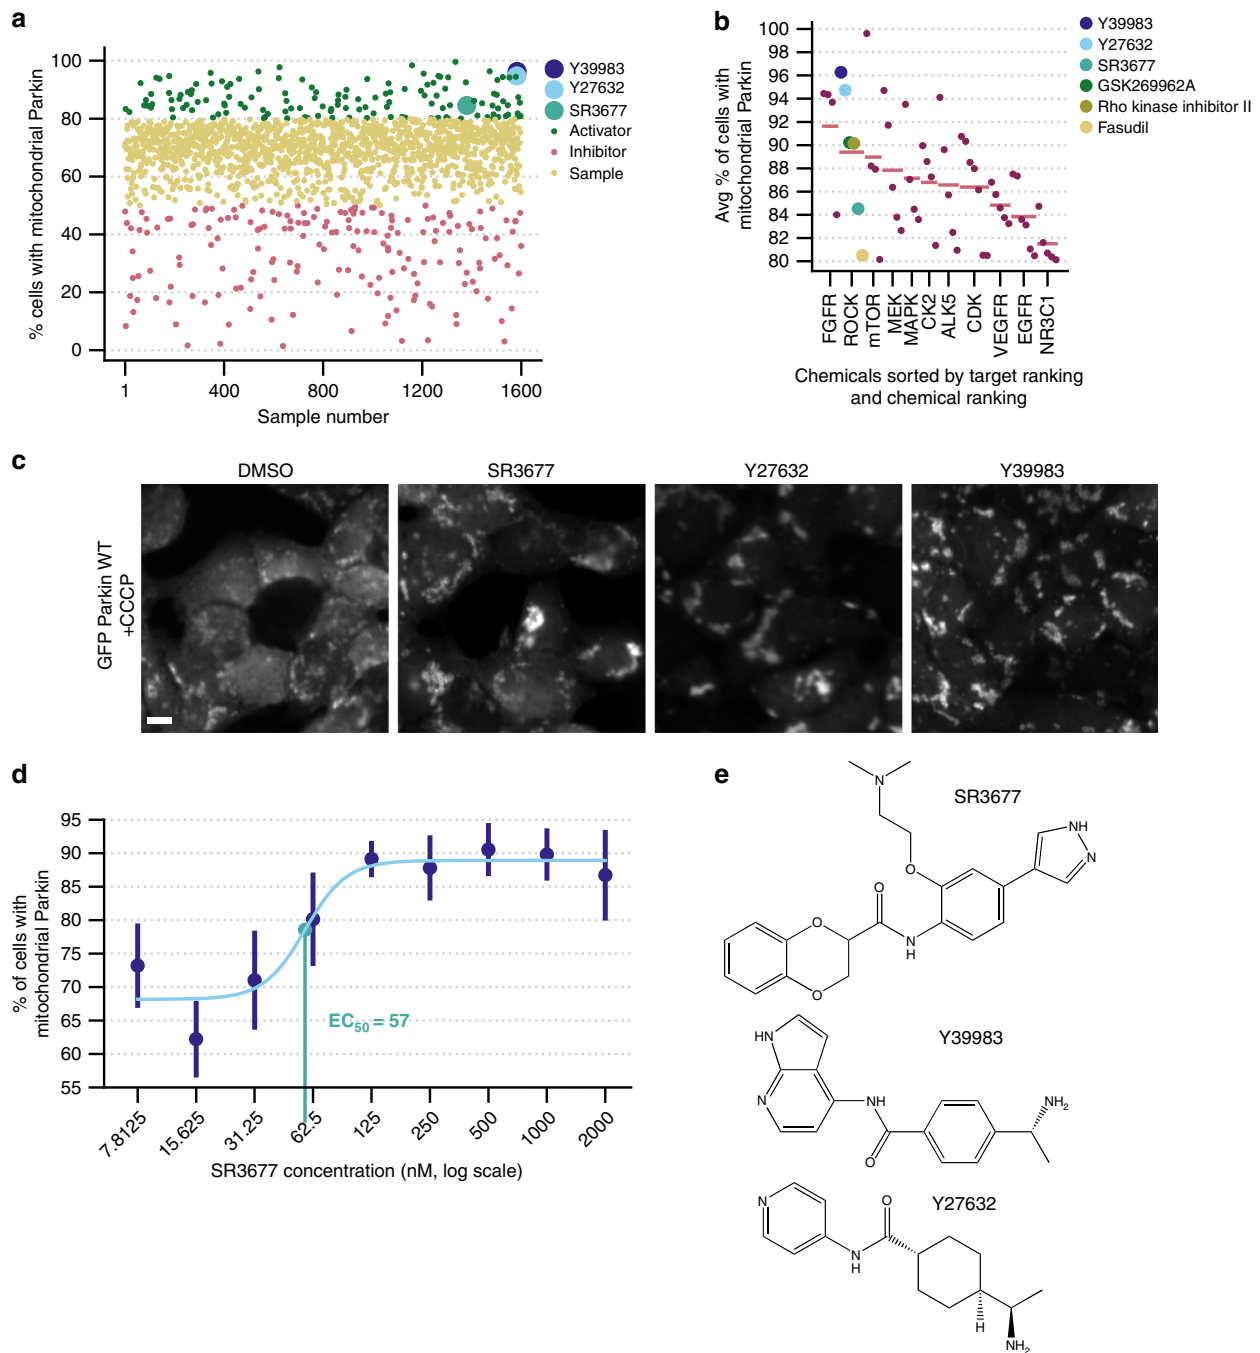 a
% cells with mitochondrial Parkin
100
80
60
40
20
0
1
400
800
1200
1600
Sample number
Y39983
Y27632
SR3677
Activator
Inhibitor
Sample
b
Avg % of cells with
mitochondrial Parkin
100
98
96
94
92
90
88
86
84
82
80
FGFR
ROCK
mTOR
MEK
MAPK
CK2
ALK5
CDK
VEGFR
EGFR
NR3C1
Chemicals sorted by target ranking
and chemical ranking
Y39983
Y27632
SR3677
GSK269962A
Rho kinase inhibitor II
Fasudil
c
DMSO
SR3677
Y27632
Y39983
GFP Parkin WT
+CCCP
d
% of cells with
mitochondrial Parkin
95
90
85
80
75
70
65
60
55
EC50 = 57
7.8125
15.625
31.25
62.5
125
250
500
1000
2000
SR3677 concentration (nM, log scale)
e
SR3677
N
O
O
O
O
N
H
NH
N
Y39983
HN
N
NH
O
NH2
Y27632
N
O
N
H
H
NH2